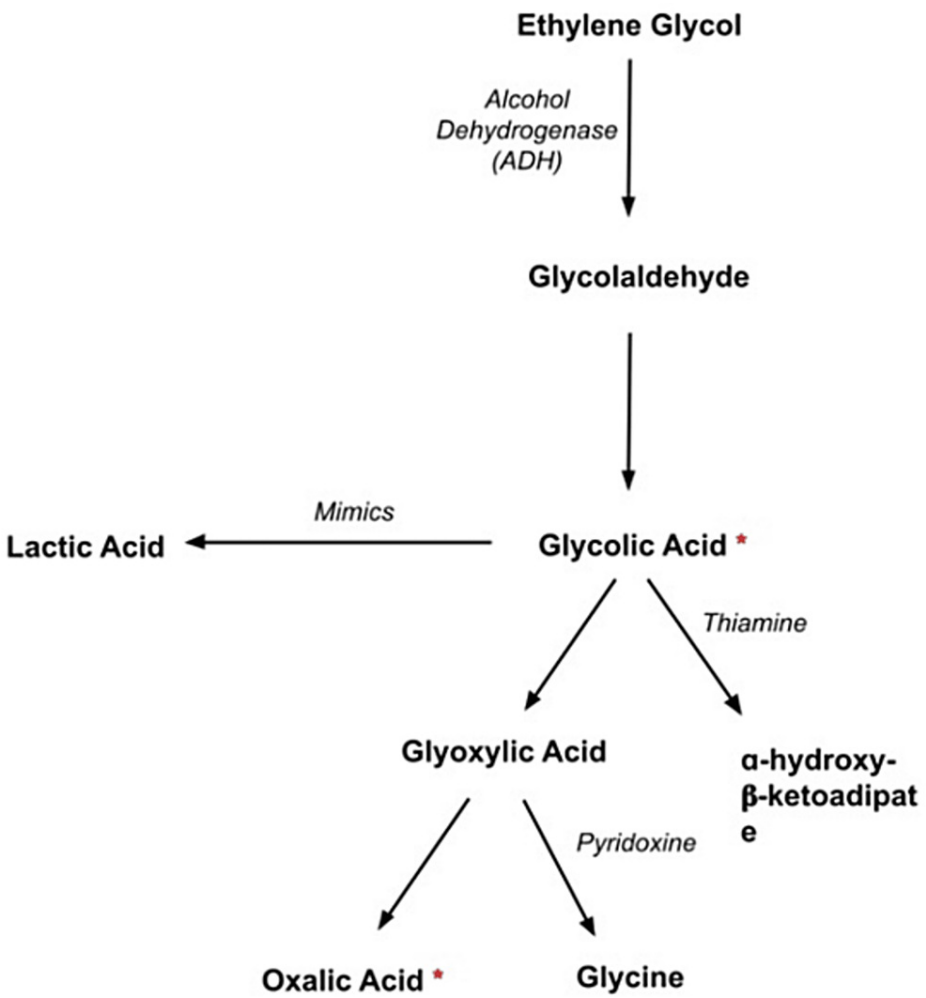 Ethylene Glycol
Alcohol
Dehydrogenase
(ADH)
Glycolaldehyde
Mimics
Lactic Acid
Glycolic Acid *
Thiamine
Glyoxylic Acid
α-hydroxy-
β-ketoadipat
e
Pyridoxine
Oxalic Acid *
Glycine